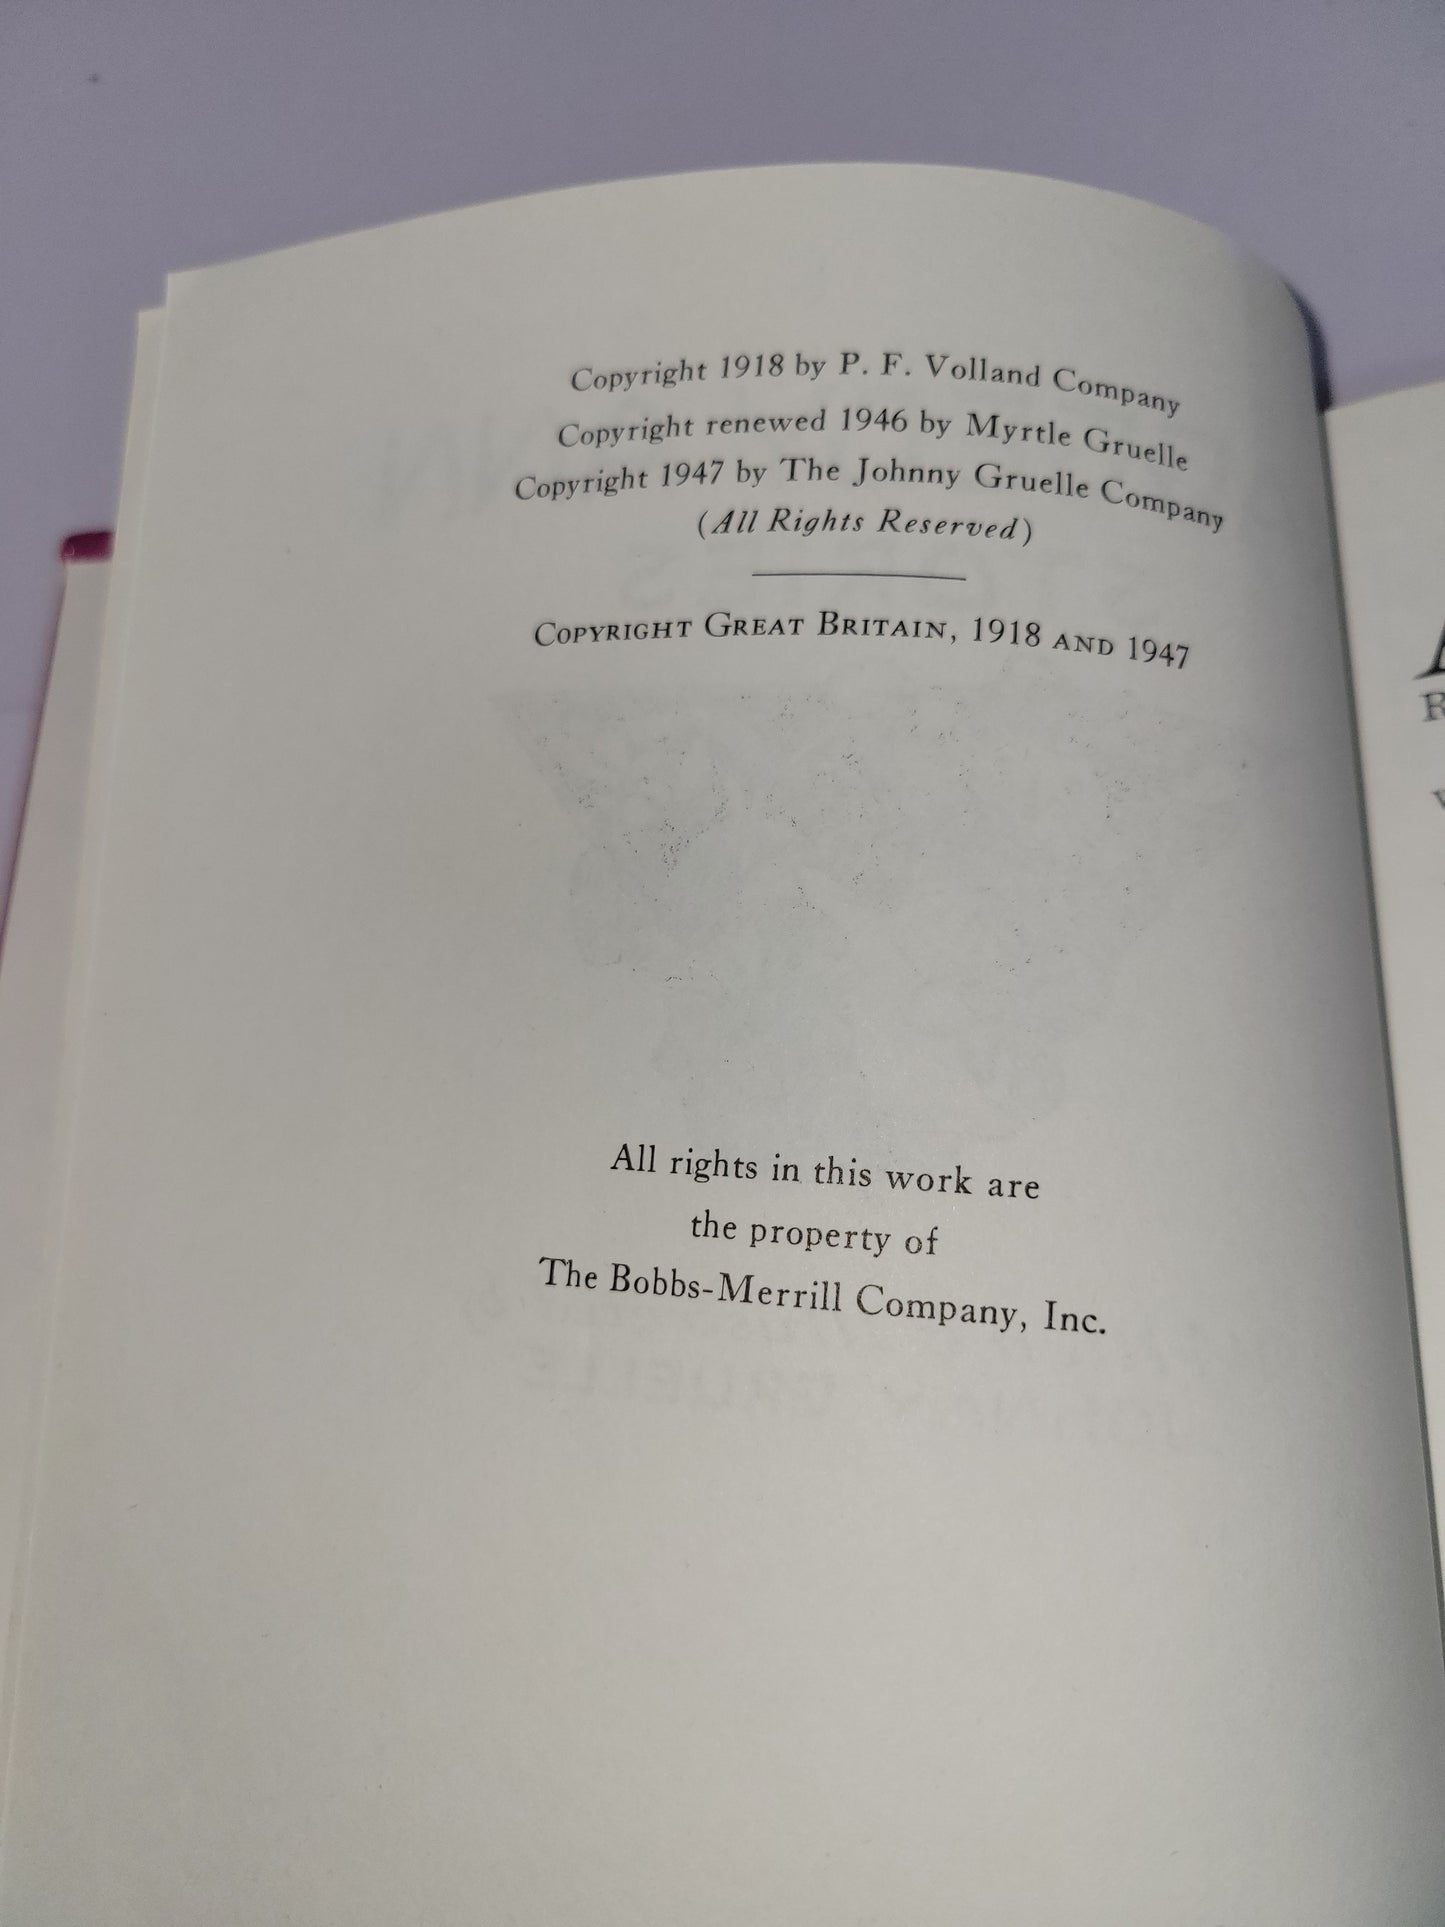 Copyright 1918 by P. F. Volland Company
Copyright renewed 1946 by Myrtle Gruelle
Copyright 1947 by The Johnny Gruelle Company
(All Rights Reserved)
COPYRIGHT GREAT BRITAIN, 1918 AND 1947
All rights in this work are
the property of
The Bobbs-Merrill Company, Inc.